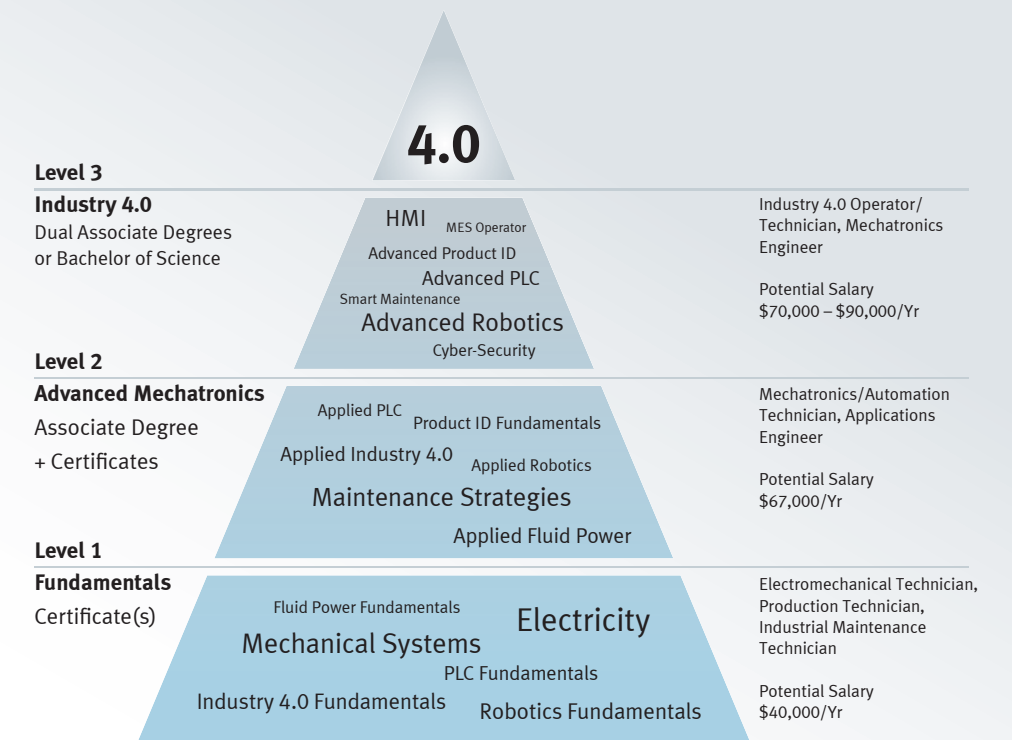 4.0
Level 3
Industry 4.0
Dual Associate Degrees
or Bachelor of Science
HMI
MES Operator
Advanced Product ID
Advanced PLC
Smart Maintenance
Advanced Robotics
Cyber-Security
Industry 4.0 Operator/
Technician, Mechatronics
Engineer
Potential Salary
$70,000 – $90,000/Yr
Level 2
Advanced Mechatronics
Associate Degree
+ Certificates
Applied PLC
Product ID Fundamentals
Applied Industry 4.0
Applied Robotics
Maintenance Strategies
Applied Fluid Power
Mechatronics/Automation
Technician, Applications
Engineer
Potential Salary
$67,000/Yr
Level 1
Fundamentals
Certificate(s)
Fluid Power Fundamentals
Electricity
Mechanical Systems
PLC Fundamentals
Industry 4.0 Fundamentals
Robotics Fundamentals
Electromechanical Technician,
Production Technician,
Industrial Maintenance
Technician
Potential Salary
$40,000/Yr